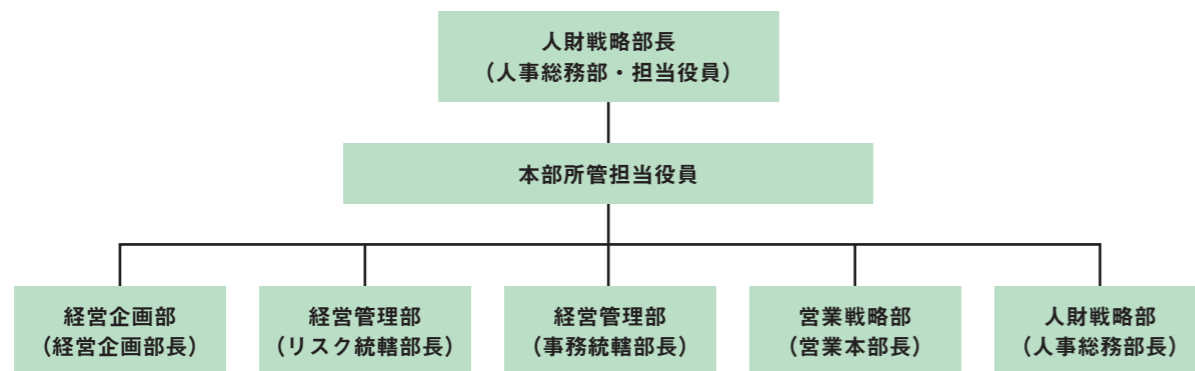 人財戦略部長
（人事総務部・担当役員）
本部所管担当役員
経営企画部
（経営企画部長）
経営管理部
（リスク統轄部長）
経営管理部
（事務統轄部長）
営業戦略部
（営業本部長）
人財戦略部
（人事総務部長）